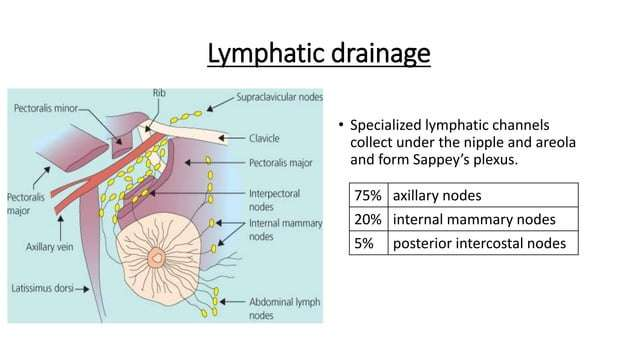 Lymphatic drainage
Rib
Pectoralis minor
Supraclavicular nodes
Clavicle
Pectoralis major
Pectoralis
major
Interpectoral
nodes
Internal mammary
nodes
Axillary vein
Latissimus dorsi
Abdominal lymph
nodes
• Specialized lymphatic channels
collect under the nipple and areola
and form Sappey’s plexus.
75% axillary nodes
20% internal mammary nodes
5% posterior intercostal nodes